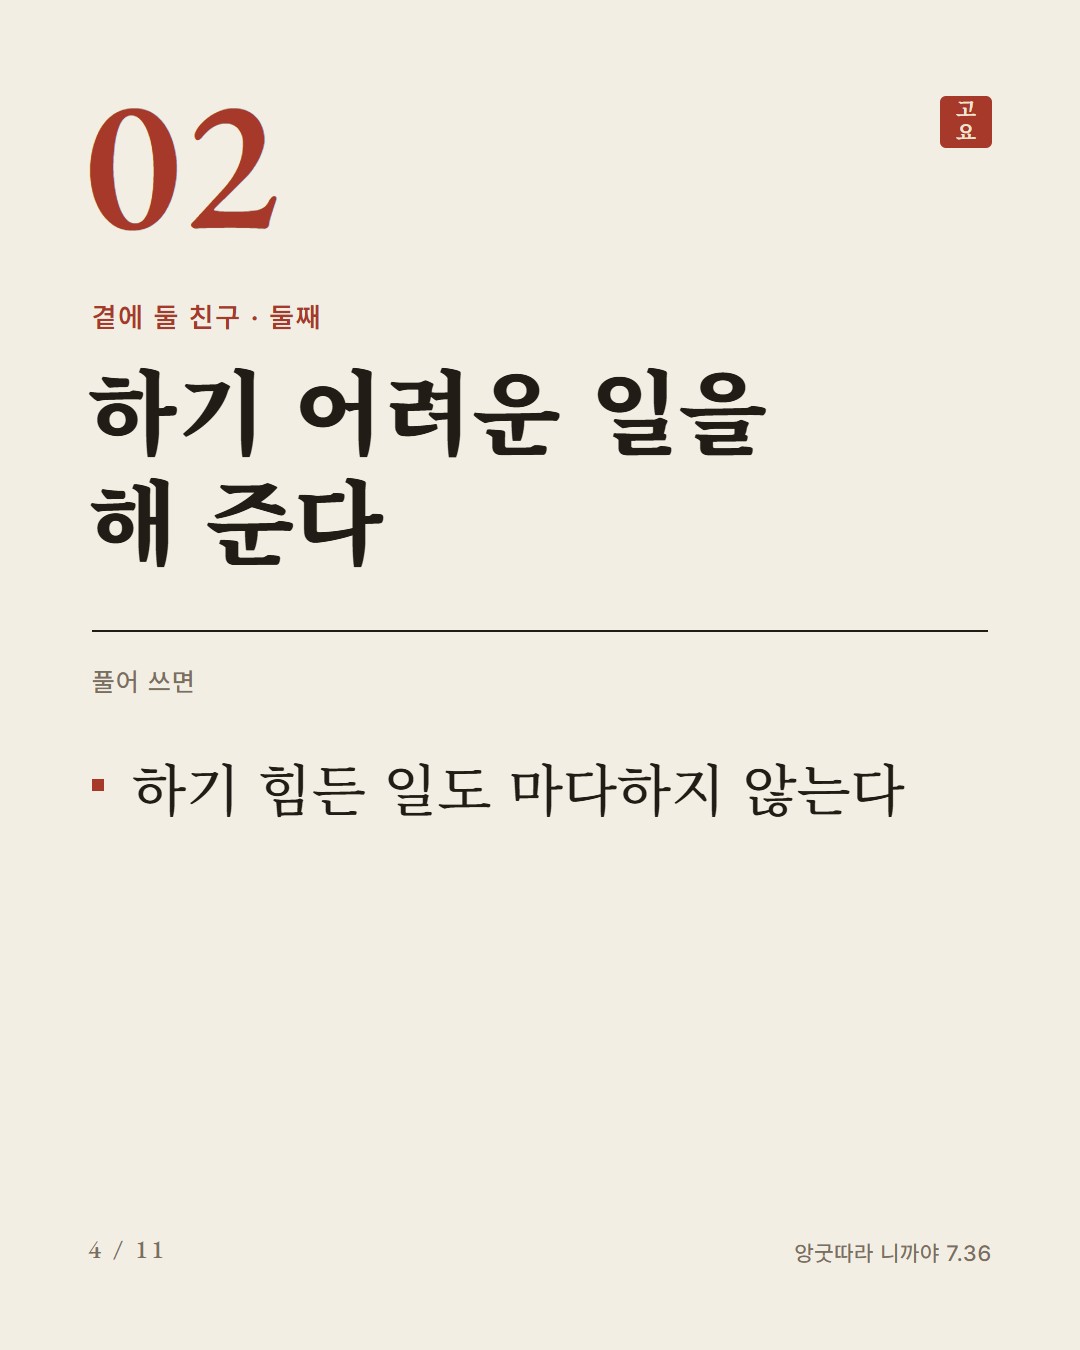 02
고
요
곁에 둘 친구 · 둘째
하기 어려운 일을
해 준다
풀어 쓰면
하기 힘든 일도 마다하지 않는다
4 / 11
앙굿따라 니까야 7.36